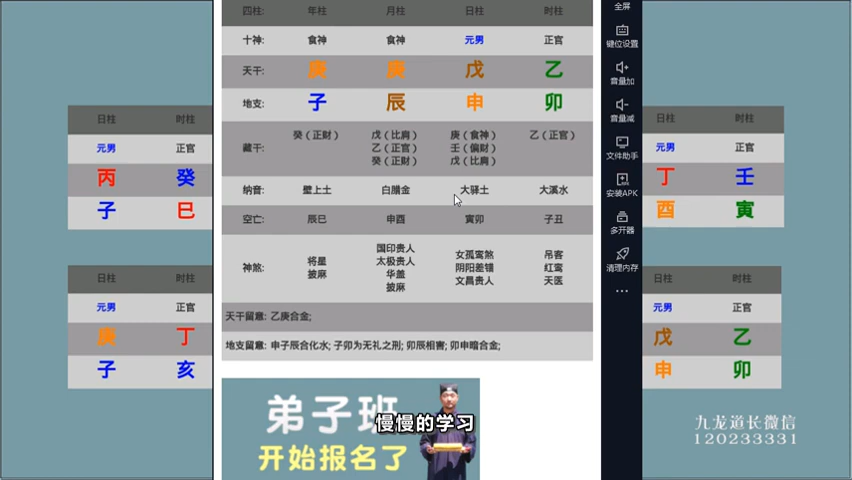 四柱: 年柱 月柱 日柱 时柱
十神: 食神 食神 元男 正官
天干: 庚 庚 戊 乙
地支: 子 辰 申 卯
藏干: 癸（正财） 戊（比肩） 庚（食神） 乙（正官）
乙（正官） 壬（偏财）
癸（正财） 戊（比肩）
纳音: 壁上土 白腊金 大驿土 大溪水
空亡: 辰巳 申酉 寅卯 子丑
神煞: 将星 国印贵人 女孤鸾煞 吊客
披麻 太极贵人 阴阳差错 红鸾
华盖 文昌贵人 天医
披麻
天干留意: 乙庚合金;
地支留意: 申子辰合化水; 子卯为无礼之刑; 卯辰相害; 卯申暗合金;
日柱 时柱
元男 正官
丙 癸
子 巳
日柱 时柱
元男 正官
庚 丁
子 亥
日柱 时柱
元男 正官
丁 壬
酉 寅
日柱 时柱
元男 正官
戊 乙
申 卯
全屏
键位设置
音量加
音量减
文件助手
安装APK
多开器
清理内存
弟子班
开始报名了
慢慢的学习
九龙道长微信
120233331